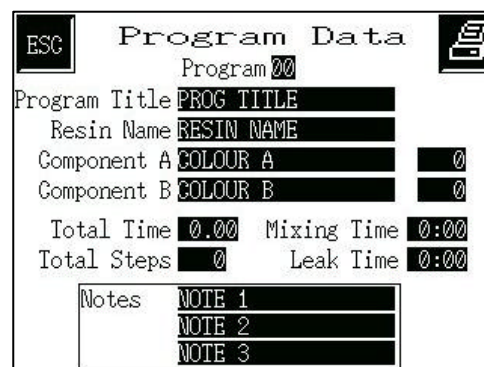 ESC Program Data
Program 00
Program Title PROG TITLE
Resin Name RESIN NAME
Component A COLOUR A 0
Component B COLOUR B 0
Total Time 0.00 Mixing Time 0:00
Total Steps 0 Leak Time 0:00
Notes NOTE 1
NOTE 2
NOTE 3